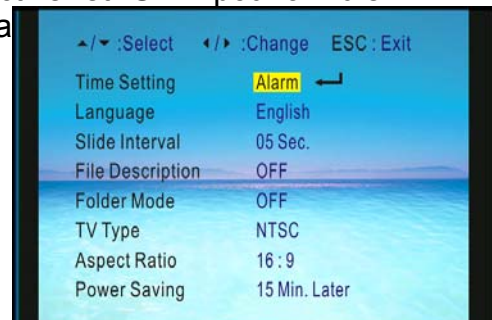 ▲/▼ :Select ◀/▶ :Change ESC : Exit
Time Setting Alarm
Language English
Slide Interval 05 Sec.
File Description OFF
Folder Mode OFF
TV Type NTSC
Aspect Ratio 16 : 9
Power Saving 15 Min. Later